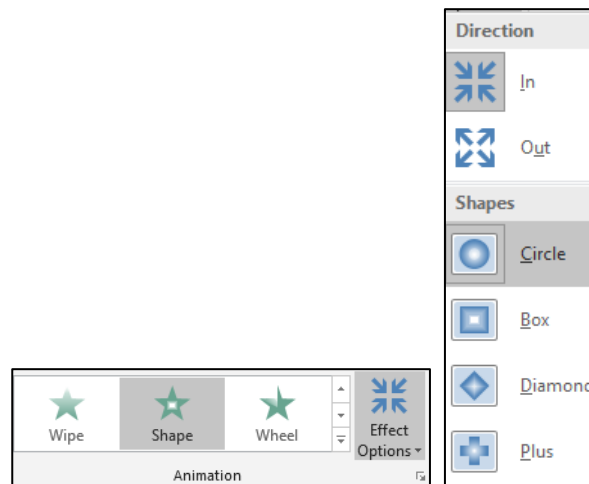 Direction
In
Out
Shapes
Circle
Box
Diamond
Plus
Wipe
Shape
Wheel
Effect
Options
Animation